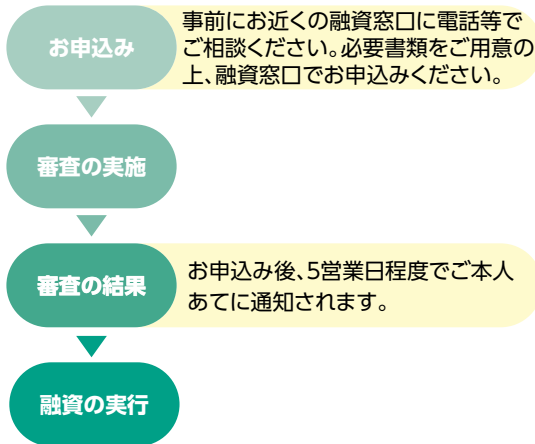 お申込み
事前にお近くの融資窓口に電話等で
ご相談ください。必要書類をご用意の
上、融資窓口でお申込みください。
審査の実施
審査の結果
お申込み後、5営業日程度でご本人
あてに通知されます。
融資の実行